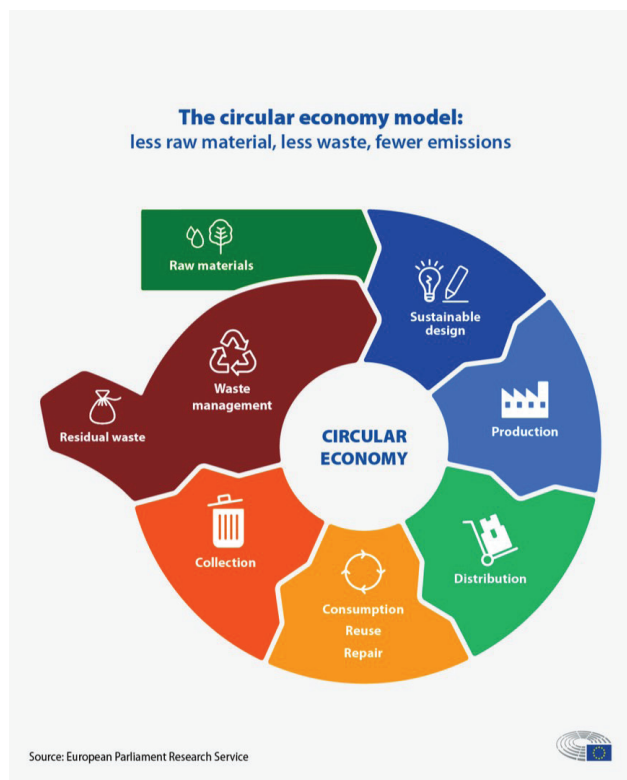 The circular economy model:
less raw material, less waste, fewer emissions
Raw materials
Sustainable
design
Production
Distribution
Consumption
Reuse
Repair
Collection
Waste
management
Residual waste
CIRCULAR
ECONOMY
Source: European Parliament Research Service